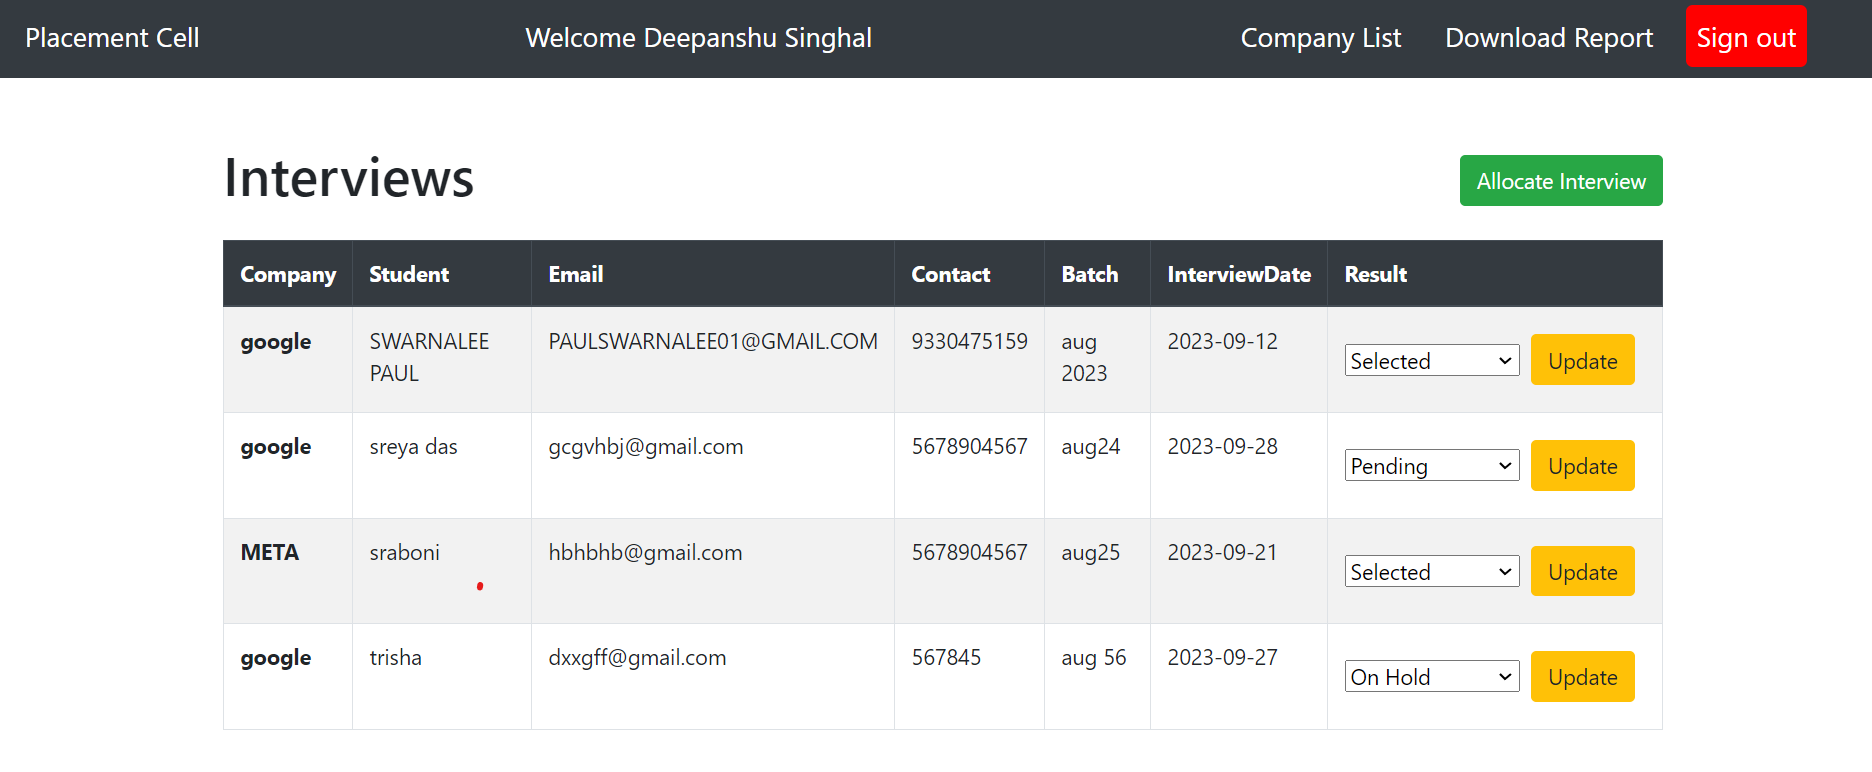 Placement Cell Welcome Deepanshu Singhal Company List Download Report Sign out
Interviews Allocate Interview
Company Student Email Contact Batch InterviewDate Result
google SWARNALEE PAULSWARNALEE01@GMAIL.COM 9330475159 aug 2023-09-12 Selected Update
PAUL 2023
google sreya das gcgvhbj@gmail.com 5678904567 aug24 2023-09-28 Pending Update
META sraboni hbhbhb@gmail.com 5678904567 aug25 2023-09-21 Selected Update
google trisha dxxgff@gmail.com 567845 aug 56 2023-09-27 On Hold Update